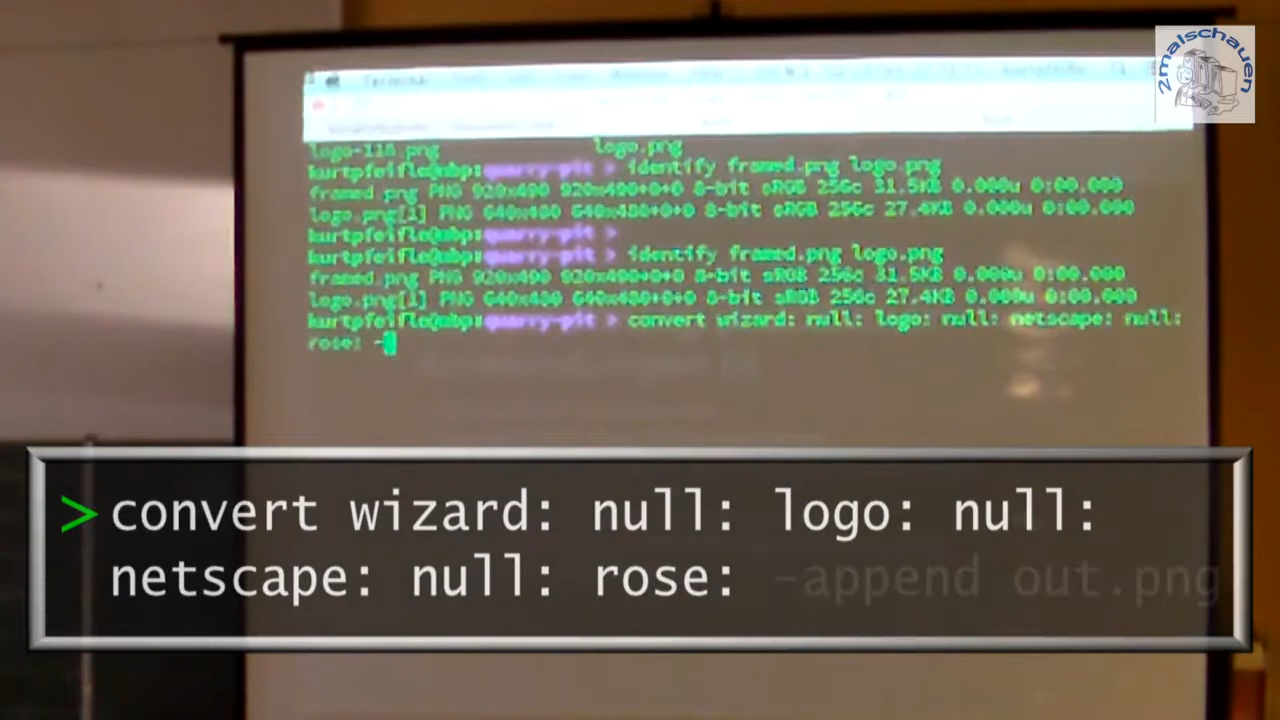 2malschauen
Terminal
logo-118.png logo.png
kurtpfeifle@mbp:quarry-pit > identify framed.png logo.png
framed.png PNG 920x490 920x490+0+0 8-bit sRGB 256c 31.5KB 0.000u 0:00.000
logo.png[1] PNG 640x480 640x480+0+0 8-bit sRGB 256c 27.4KB 0.000u 0:00.000
kurtpfeifle@mbp:quarry-pit >
kurtpfeifle@mbp:quarry-pit > identify framed.png logo.png
framed.png PNG 920x490 920x490+0+0 8-bit sRGB 256c 31.5KB 0.000u 0:00.000
logo.png[1] PNG 640x480 640x480+0+0 8-bit sRGB 256c 27.4KB 0.000u 0:00.000
kurtpfeifle@mbp:quarry-pit > convert wizard: null: logo: null: netscape: null:
rose: -
> convert wizard: null: logo: null:
netscape: null: rose: -append out.png